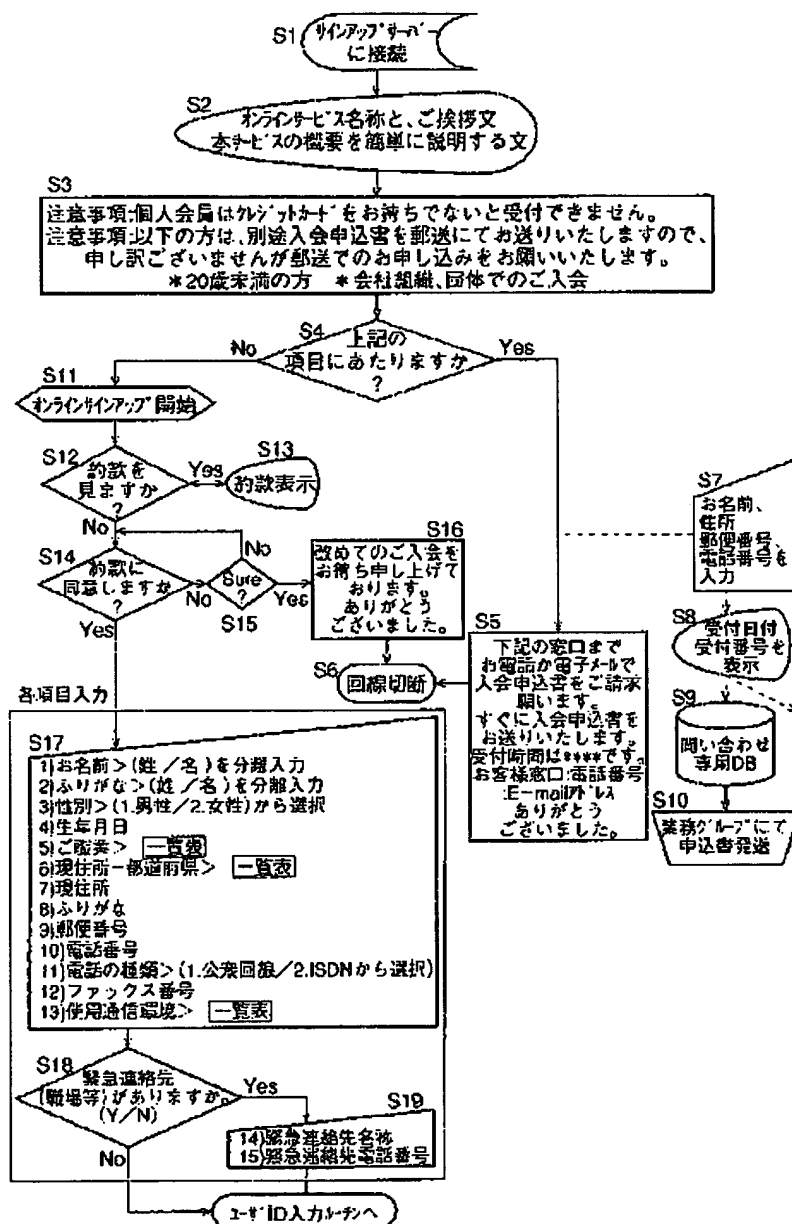 S1
サインアップサーバ
に接続
S2
オンラインサービス名称と、ご挨拶文
本サービスの概要を簡単に説明する文
S3
注意事項:個人会員はクレジットカードをお持ちでないと受付できません。
注意事項:以下の方は、別途入会申込書を郵送にてお送りいたしますので、
申し訳ございませんが郵送でのお申し込みをお願いいたします。
*20歳未満の方 *会社組織、団体でのご入会
S4
上記の
項目にあたりますか
?
No
Yes
S11
オンラインサインアップ開始
S12
約款を
見ますか
?
Yes
No
S13
約款表示
S14
約款に
同意しますか
?
No
Yes
S15
Sure
?
No
Yes
S16
改めてのご入会を
お待ち申し上げて
おります。
ありがとう
ございました。
S6
回線切断
S5
下記の窓口まで
お電話か電子メールで
入会申込書をご請求
願います。
すぐに入会申込書を
お送りいたします。
受付時間は****です。
お客様窓口:電話番号
:E-mailアドレス
ありがとう
ございました。
S7
お名前、
住所
郵便番号、
電話番号を
入力
S8
受付日付
受付番号を
表示
S9
問い合わせ
専用DB
S10
業務グループにて
申込書発送
各項目入力
S17
1)お名前>(姓/名)を分離入力
2)ふりがな>(姓/名)を分離入力
3)性別>(1.男性/2.女性)から選択
4)生年月日
5)ご職業> 一覧表
6)現住所-都道府県> 一覧表
7)現住所
8)ふりがな
9)郵便番号
10)電話番号
11)電話の種類>(1.公衆回線/2.ISDNから選択)
12)ファックス番号
13)使用通信環境> 一覧表
S18
緊急連絡先
(職場等)がありますか。
(Y/N)
Yes
No
S19
14)緊急連絡先名称
15)緊急連絡先電話番号
ユーザID入力ルーチンへ